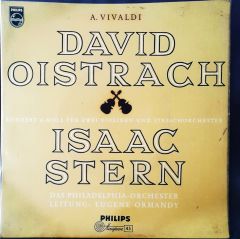 PHILIPS
A. VIVALDI
DAVID
OISTRACH
KONZERT A-MOLL FÜR ZWEI VIOLINEN UND STREICHORCHESTER
ISAAC
STERN
DAS PHILADELPHIA-ORCHESTER
LEITUNG: EUGENE ORMANDY
PHILIPS
45